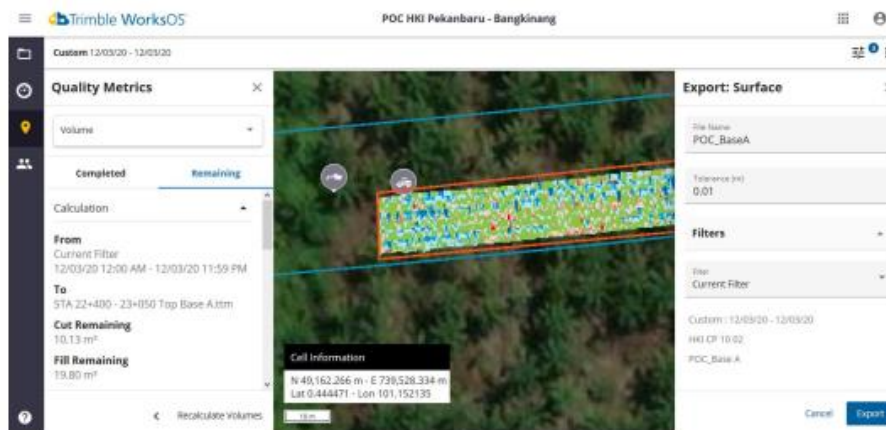 Trimble WorksOS
POC HKI Pekanbaru - Bangkinang
Custom 12/03/20 - 12/03/20
Quality Metrics
Volume
Completed
Remaining
Calculation
From
Current Filter
12/03/20 12:00 AM - 12/03/20 11:59 PM
To
STA 22+400 - 23+050 Top Base A.ttm
Cut Remaining
10.13 m³
Fill Remaining
19.80 m³
Recalculate Volumes
Cell Information
N 49,162.266 m - E 739,528.334 m
Lat 0.444471 - Lon 101.152135
10 m
Export: Surface
File Name
POC_BaseA
Tolerance (m)
0.01
Filters
Filter
Current Filter
Custom : 12/03/20 - 12/03/20
HKI CP 10 02
POC_Base A
Cancel
Export